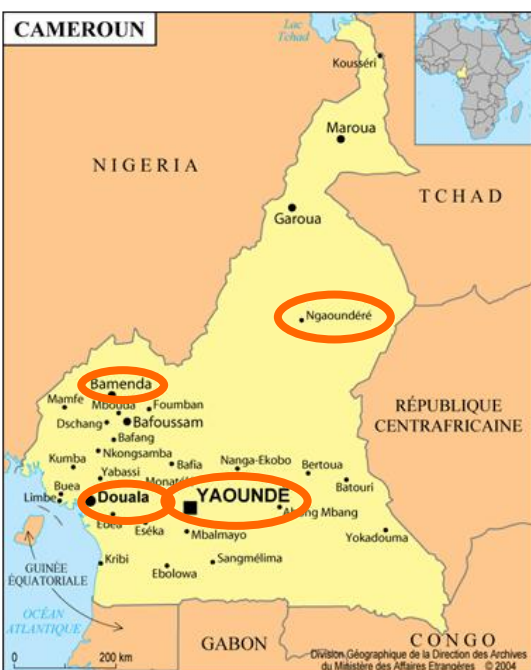 CAMEROUN
Lac
Tchad
Kousséri
Maroua
NIGERIA
TCHAD
Garoua
Ngaoundéré
Bamenda
Mamfe
Mbouda
Foumban
Dschang
Bafoussam
Bafang
RÉPUBLIQUE
CENTRAFRICAINE
Nkongsamba
Kumba
Bafia
Nanga-Ekobo
Bertoua
Yabassi
Batouri
Buea
Limbe
Douala
YAOUNDE
Abong Mbang
Edea
Eséka
Mbalmayo
Yokadouma
Kribi
Ebolowa
Sangmélima
GUINÉE
ÉQUATORIALE
OCÉAN
ATLANTIQUE
GABON
CONGO
0 200 km
Division Géographique de la Direction des Archives
du Ministère des Affaires Etrangères © 2004